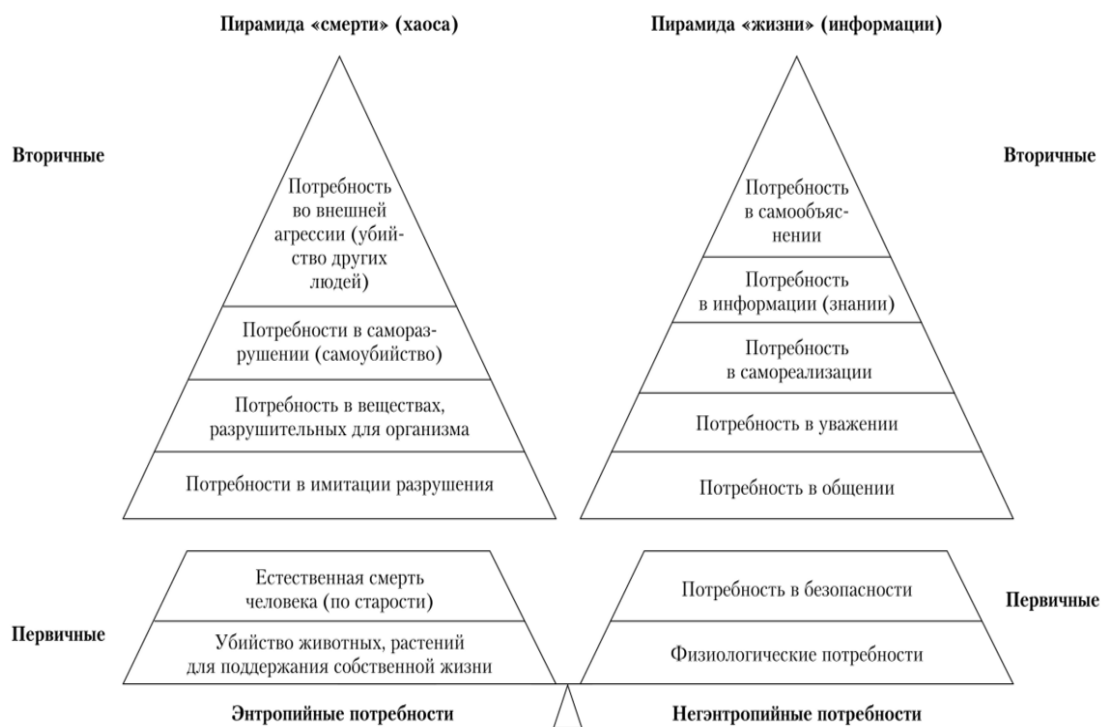 Пирамида «смерти» (хаоса)
Пирамида «жизни» (информации)
Вторичные
Вторичные
Потребность
во внешней
агрессии (убий-
ство других
людей)
Потребности в самораз-
рушении (самоубийство)
Потребность в веществах,
разрушительных для организма
Потребности в имитации разрушения
Потребность
в самообъяс-
нении
Потребность
в информации (знании)
Потребность
в самореализации
Потребность в уважении
Потребность в общении
Первичные
Первичные
Естественная смерть
человека (по старости)
Убийство животных, растений
для поддержания собственной жизни
Потребность в безопасности
Физиологические потребности
Энтропийные потребности
Негэнтропийные потребности